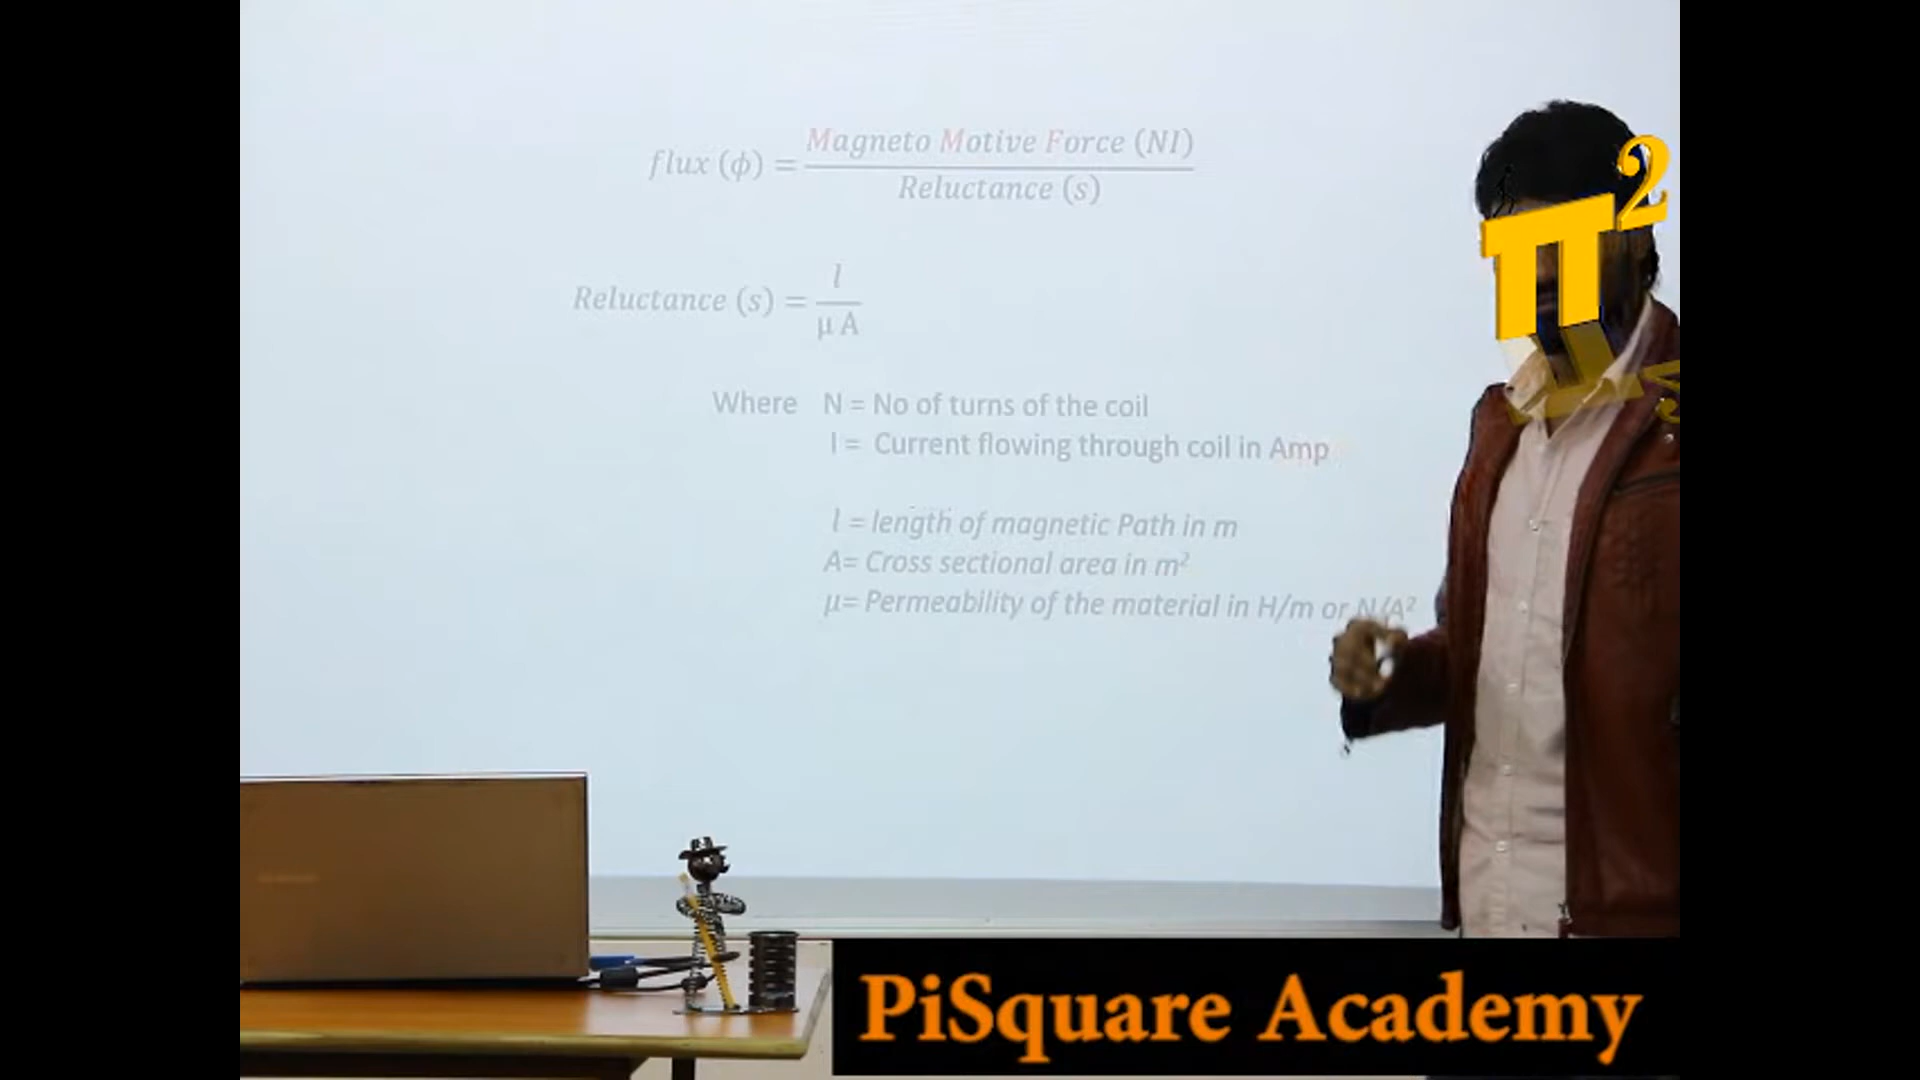 flux (ϕ) = Magneto Motive Force (NI) / Reluctance (s)
Reluctance (s) = l / μ A
Where N = No of turns of the coil
I = Current flowing through coil in Amp
l = length of magnetic Path in m
A= Cross sectional area in m²
μ= Permeability of the material in H/m or N/A²
π²
PiSquare Academy